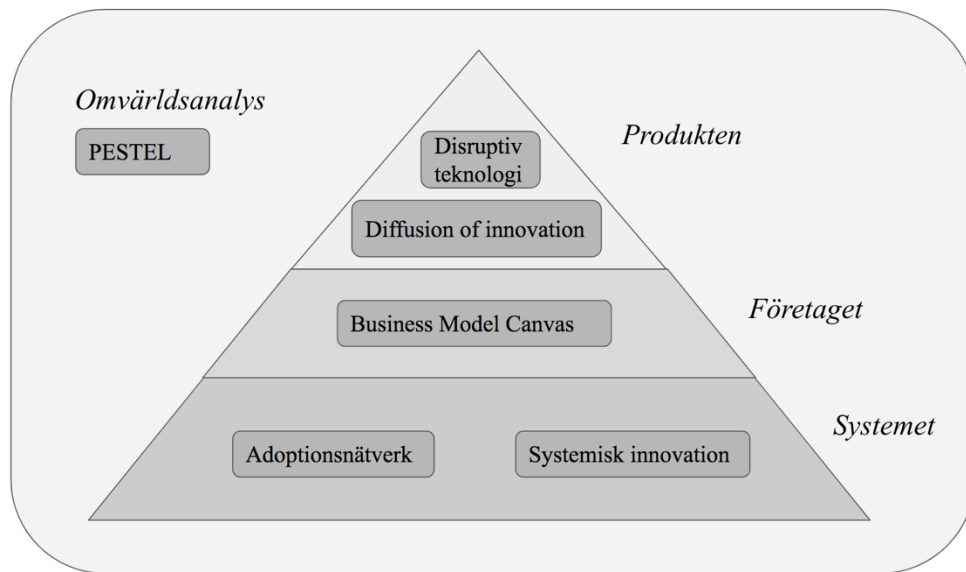 Omvärldsanalys
PESTEL
Produkten
Disruptiv
teknologi
Diffusion of innovation
Företaget
Business Model Canvas
Systemet
Adoptionsnätverk
Systemisk innovation